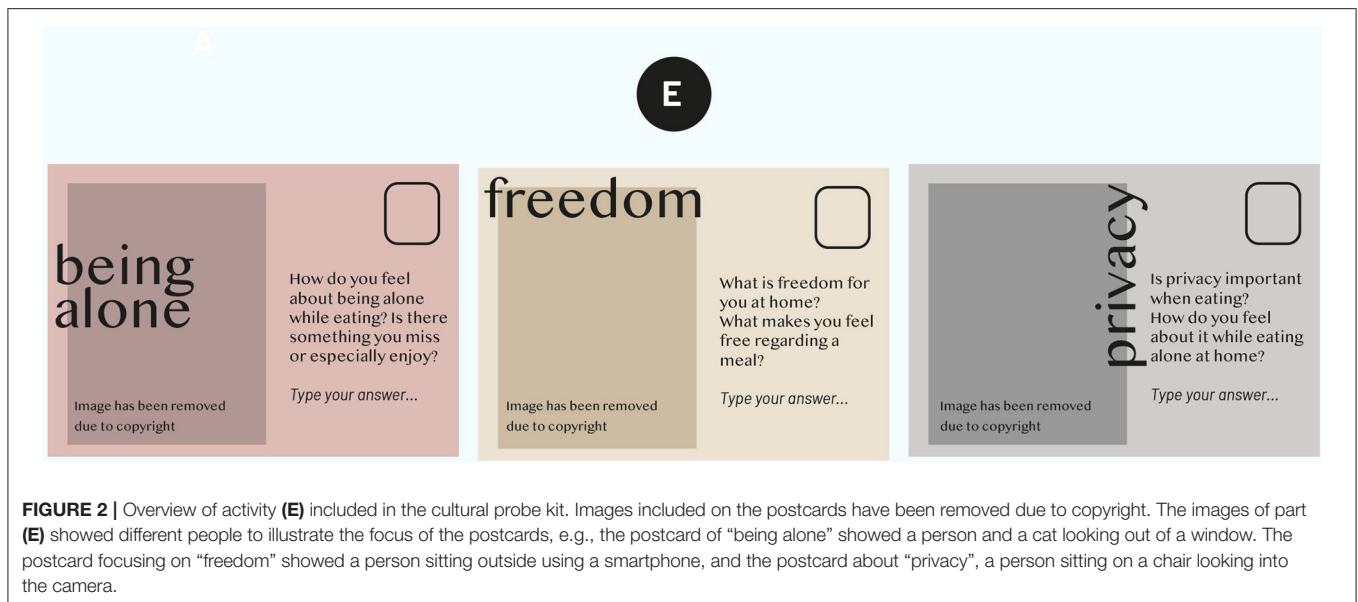 A
E
being
alone
How do you feel
about being alone
while eating? Is there
something you miss
or especially enjoy?
Type your answer...
Image has been removed
due to copyright
freedom
What is freedom for
you at home?
What makes you feel
free regarding a
meal?
Type your answer...
Image has been removed
due to copyright
privacy
Is privacy important
when eating?
How do you feel
about it while eating
alone at home?
Type your answer...
Image has been removed
due to copyright
FIGURE 2 | Overview of activity (E) included in the cultural probe kit. Images included on the postcards have been removed due to copyright. The images of part
(E) showed different people to illustrate the focus of the postcards, e.g., the postcard of “being alone” showed a person and a cat looking out of a window. The
postcard focusing on “freedom” showed a person sitting outside using a smartphone, and the postcard about “privacy”, a person sitting on a chair looking into
the camera.